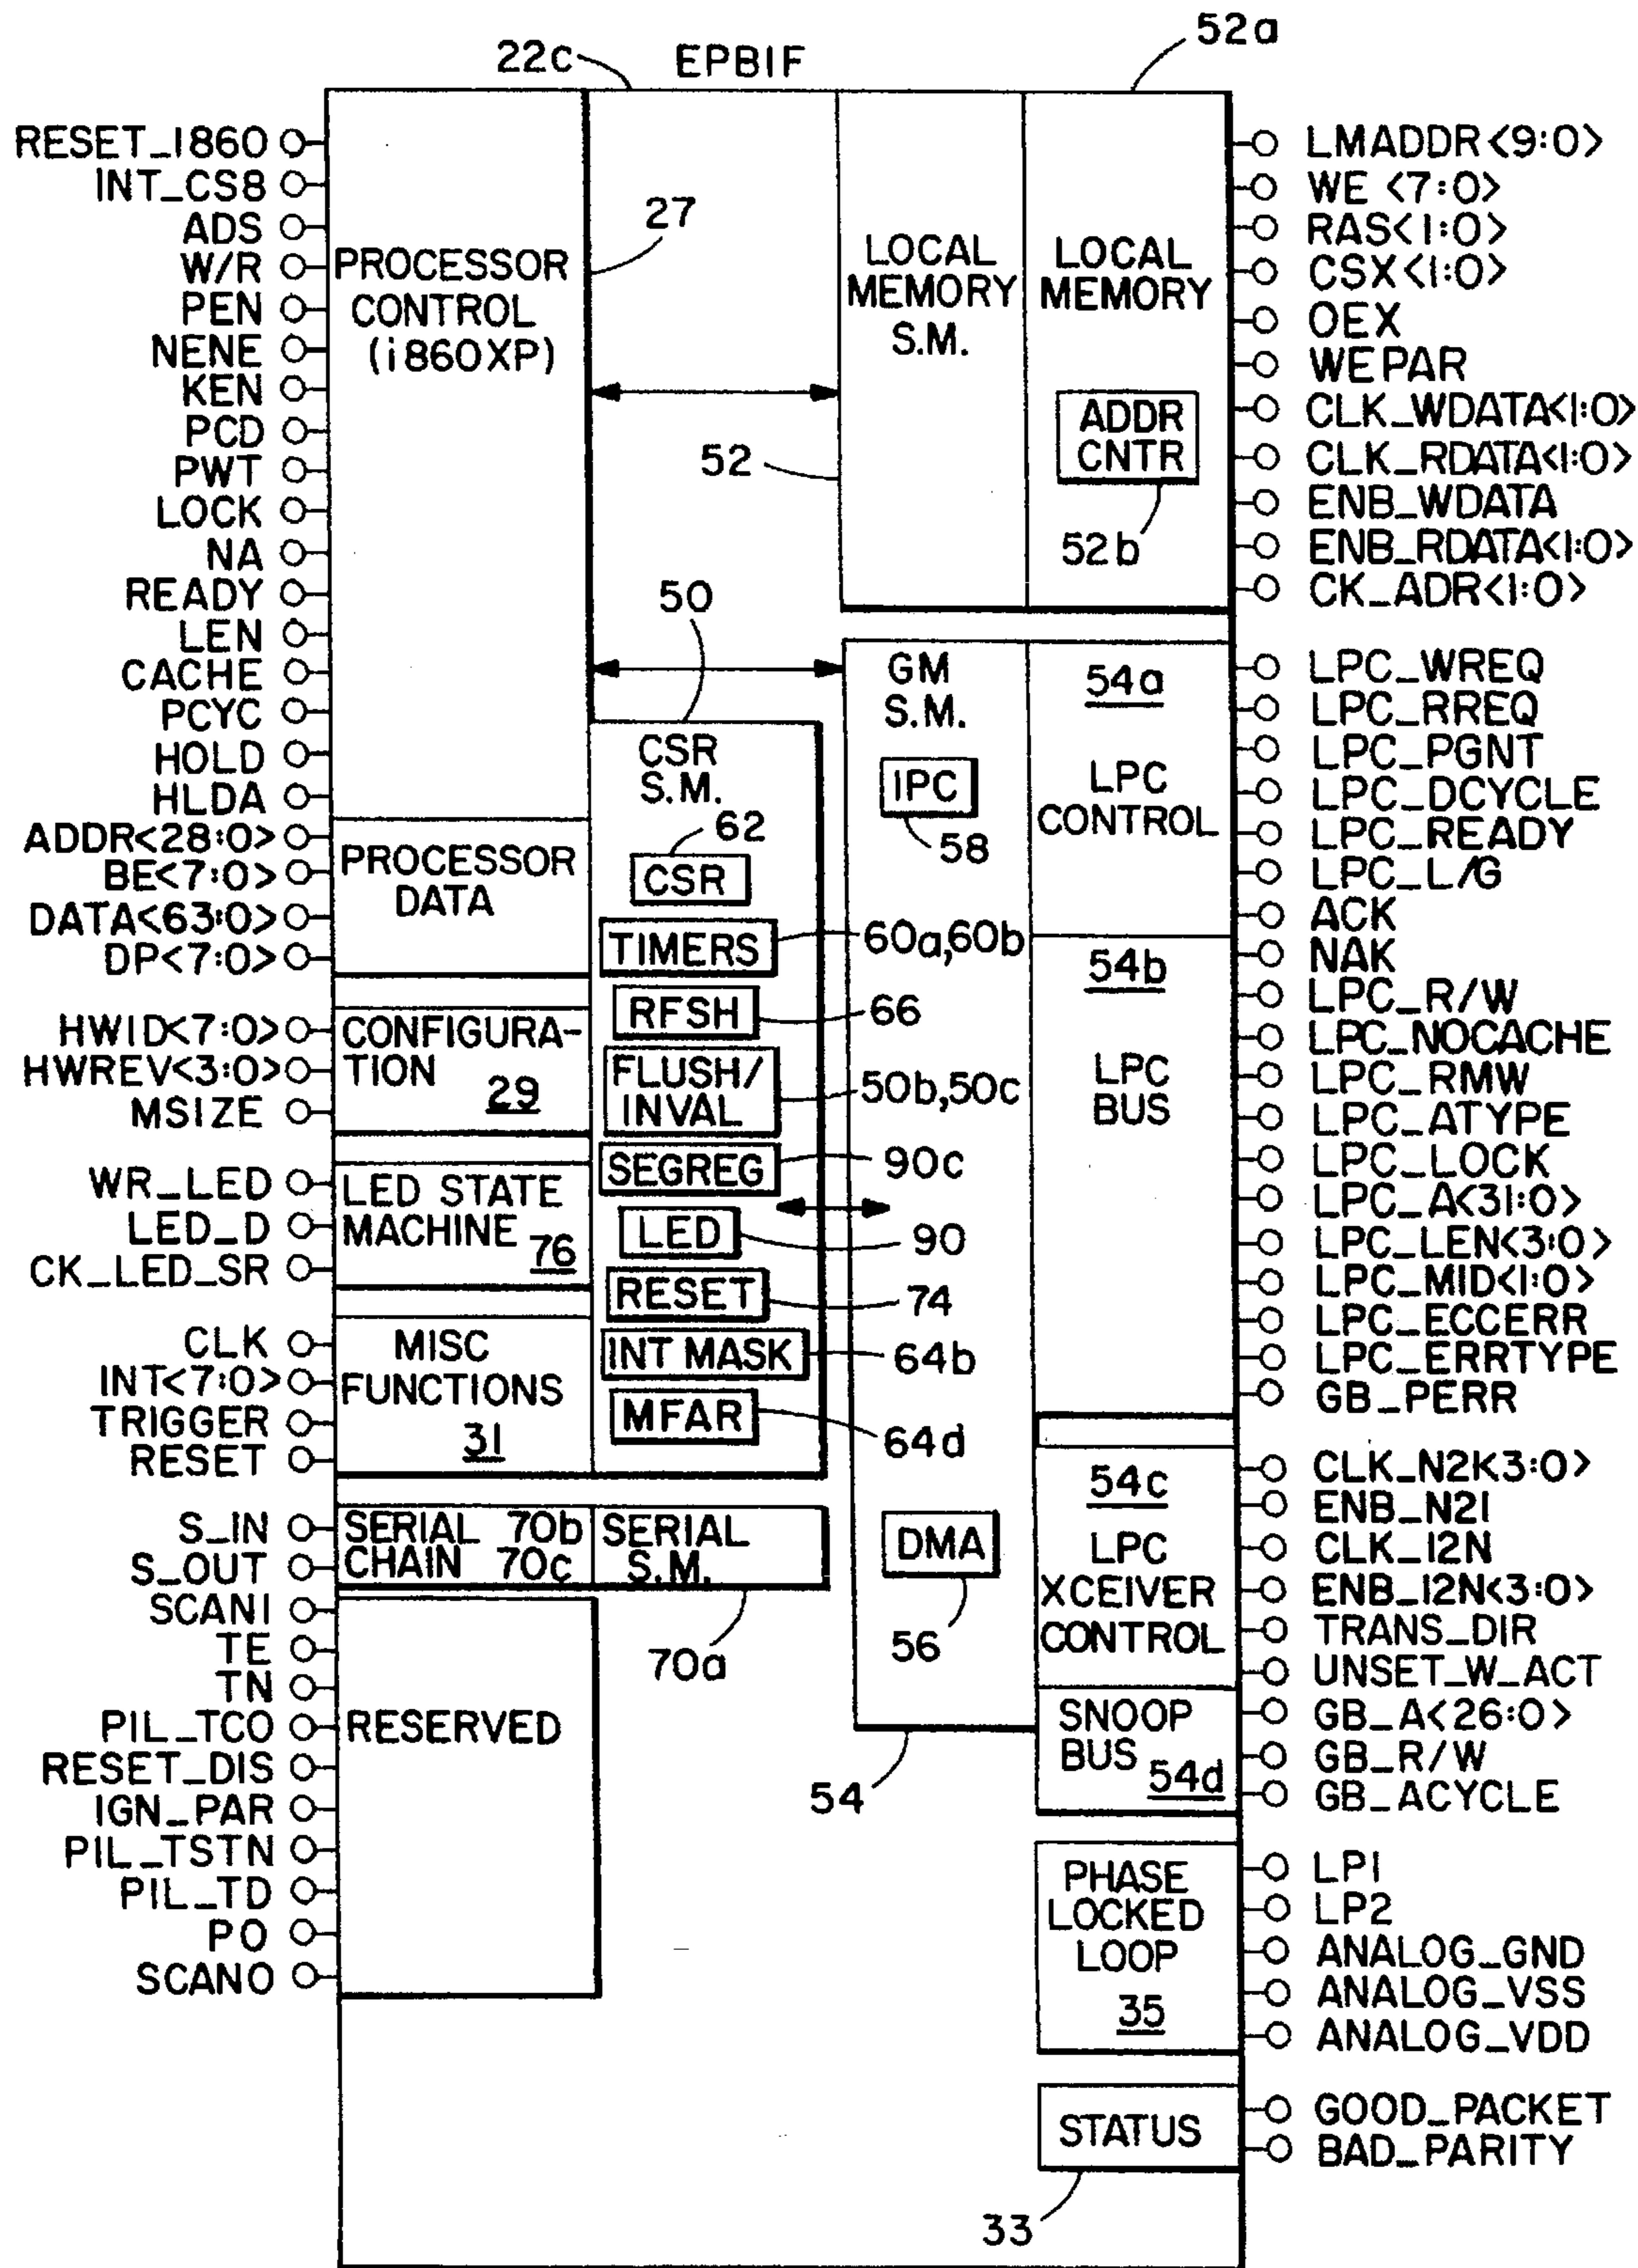 22c
EPBIF
52a
RESET_I860
INT_CS8
ADS
W/R
PEN
NENE
KEN
PCD
PWT
LOCK
NA
READY
LEN
CACHE
PCYC
HOLD
HLDA
ADDR<28:0>
BE<7:0>
DATA<63:0>
DP<7:0>
HWID<7:0>
HWREV<3:0>
MSIZE
WR_LED
LED_D
CK_LED_SR
CLK
INT<7:0>
TRIGGER
RESET
S_IN
S_OUT
SCANI
TE
TN
PIL_TCO
RESET_DIS
IGN_PAR
PIL_TSTN
PIL_TD
PO
SCANO
PROCESSOR
CONTROL
(i860XP)
PROCESSOR
DATA
CONFIGURA-
TION
29
LED STATE
MACHINE 76
MISC
FUNCTIONS
31
SERIAL 70b
CHAIN 70c
RESERVED
27
52
50
CSR
S.M.
62
CSR
TIMERS
60a,60b
RFSH
66
FLUSH/
INVAL
50b,50c
SEGREG
90c
LED
90
RESET
74
INT MASK
64b
MFAR
64d
SERIAL
S.M.
70a
LOCAL
MEMORY
S.M.
LOCAL
MEMORY
ADDR
CNTR
52b
GM
S.M.
IPC
58
DMA
56
54
54a
LPC
CONTROL
54b
LPC
BUS
54c
LPC
XCEIVER
CONTROL
SNOOP
BUS 54d
PHASE
LOCKED
LOOP
35
STATUS
33
LMADDR<9:0>
WE <7:0>
RAS<1:0>
CSX<1:0>
OEX
WEPAR
CLK_WDATA<1:0>
CLK_RDATA<1:0>
ENB_WDATA
ENB_RDATA<1:0>
CK_ADR<1:0>
LPC_WREQ
LPC_RREQ
LPC_PGNT
LPC_DCYCLE
LPC_READY
LPC_L/G
ACK
NAK
LPC_R/W
LPC_NOCACHE
LPC_RMW
LPC_ATYPE
LPC_LOCK
LPC_A<31:0>
LPC_LEN<3:0>
LPC_MID<1:0>
LPC_ECCERR
LPC_ERRTYPE
GB_PERR
CLK_N2K3:0>
ENB_N2I
CLK_I2N
ENB_I2N<3:0>
TRANS_DIR
UNSET_W_ACT
GB_A<26:0>
GB_R/W
GB_ACYCLE
LP1
LP2
ANALOG_GND
ANALOG_VSS
ANALOG_VDD
GOOD_PACKET
BAD_PARITY